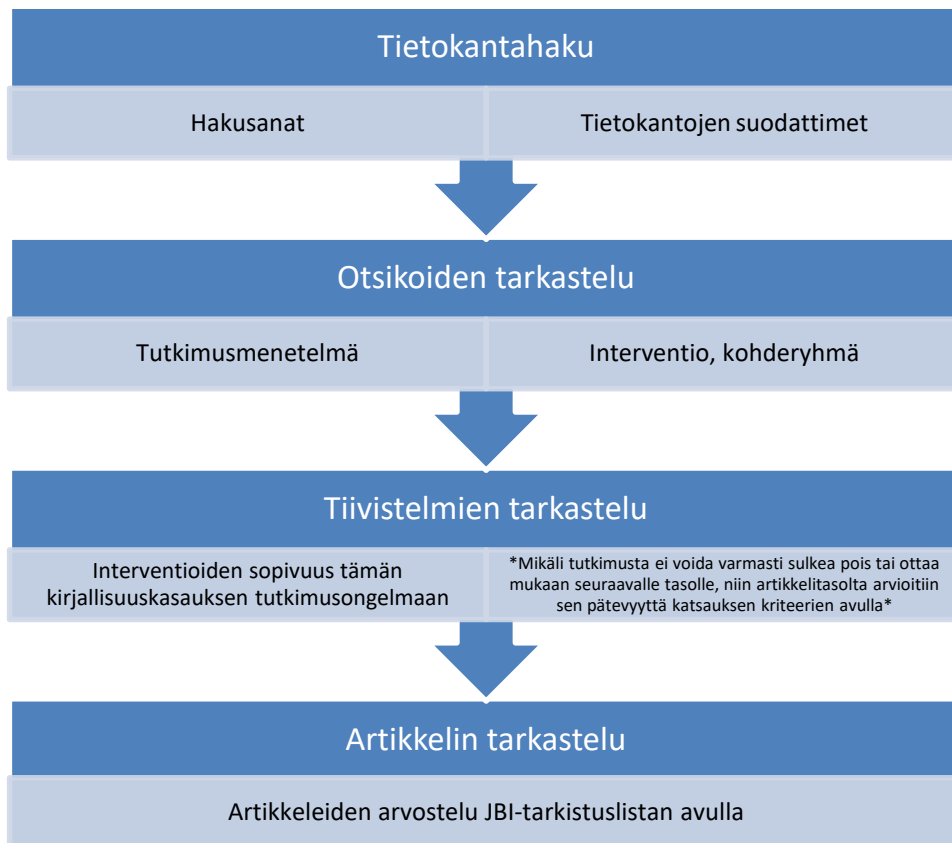 Tietokantahaku
Hakusanat
Tietokantojen suodattimet
Otsikoiden tarkastelu
Tutkimusmenetelmä
Interventio, kohderyhmä
Tiivistelmien tarkastelu
Interventioiden sopivuus tämän
kirjallisuuskasauksen tutkimusongelmaan
*Mikäli tutkimusta ei voida varmasti sulkea pois tai ottaa
mukaan seuraavalle tasolle, niin artikkelitasolta arvioitiin
sen pätevyyttä katsauksen kriteerien avulla*
Artikkelin tarkastelu
Artikkeleiden arvostelu JBI-tarkistuslistan avulla